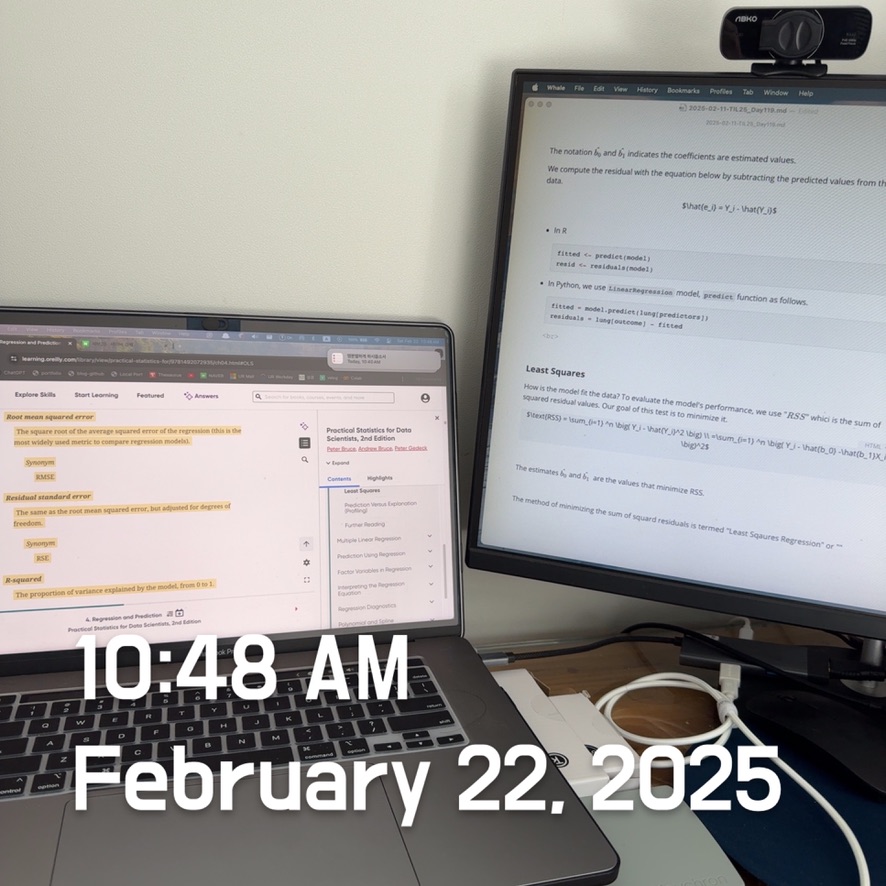 ABKO
Whale File Edit View History Bookmarks Profiles Tab Window Help
2025-02-11-TIL25_Day119.md — Edited
2025-02-11-TIL25_Day119.md
The notation b̂₀ and b̂₁ indicates the coefficients are estimated values.
We compute the residual with the equation below by subtracting the predicted values from th
data.
$\hat{e_i} = Y_i - \hat{Y_i}$
• In R
fitted <- predict(model)
resid <- residuals(model)
• In Python, we use LinearRegression model, predict function as follows.
fitted = model.predict(lung[predictors])
residuals = lung[outcome] - fitted
<br>
Least Squares
How is the model fit the data? To evaluate the model's performance, we use "RSS" whici is the sum of
squared residual values. Our goal of this test is to minimize it.
HTML
$\text{RSS} = \sum_{i=1} ^n \big( Y_i - \hat{Y_i}^2 \big) \\ =\sum_{i=1} ^n \big( Y_i - \hat{b_0} -\hat{b_1}X_i
\big)^2$
The estimates b̂₀ and b̂₁ are the values that minimize RSS.
The method of minimizing the sum of squard residuals is termed "Least Sqaures Regression" or ""
Regression and Predictio
learning.oreilly.com/library/view/practical-statistics-for/9781492072935/ch04.html#OLS
Today, 10:48 AM
Explore Skills Start Learning Featured Answers
Search for books, courses, events, and more
Root mean squared error
The square root of the average squared error of the regression (this is the
most widely used metric to compare regression models).
Synonym
RMSE
Residual standard error
The same as the root mean squared error, but adjusted for degrees of
freedom.
Synonym
RSE
R-squared
The proportion of variance explained by the model, from 0 to 1.
4. Regression and Prediction
Practical Statistics for Data Scientists, 2nd Edition
Practical Statistics for Data
Scientists, 2nd Edition
Peter Bruce, Andrew Bruce, Peter Gedeck
Expand
Contents Highlights
Least Squares
Prediction Versus Explanation
(Profiling)
Further Reading
Multiple Linear Regression
Prediction Using Regression
Factor Variables in Regression
Interpreting the Regression
Equation
Regression Diagnostics
Polynomial and Spline
10:48 AM
February 22, 2025